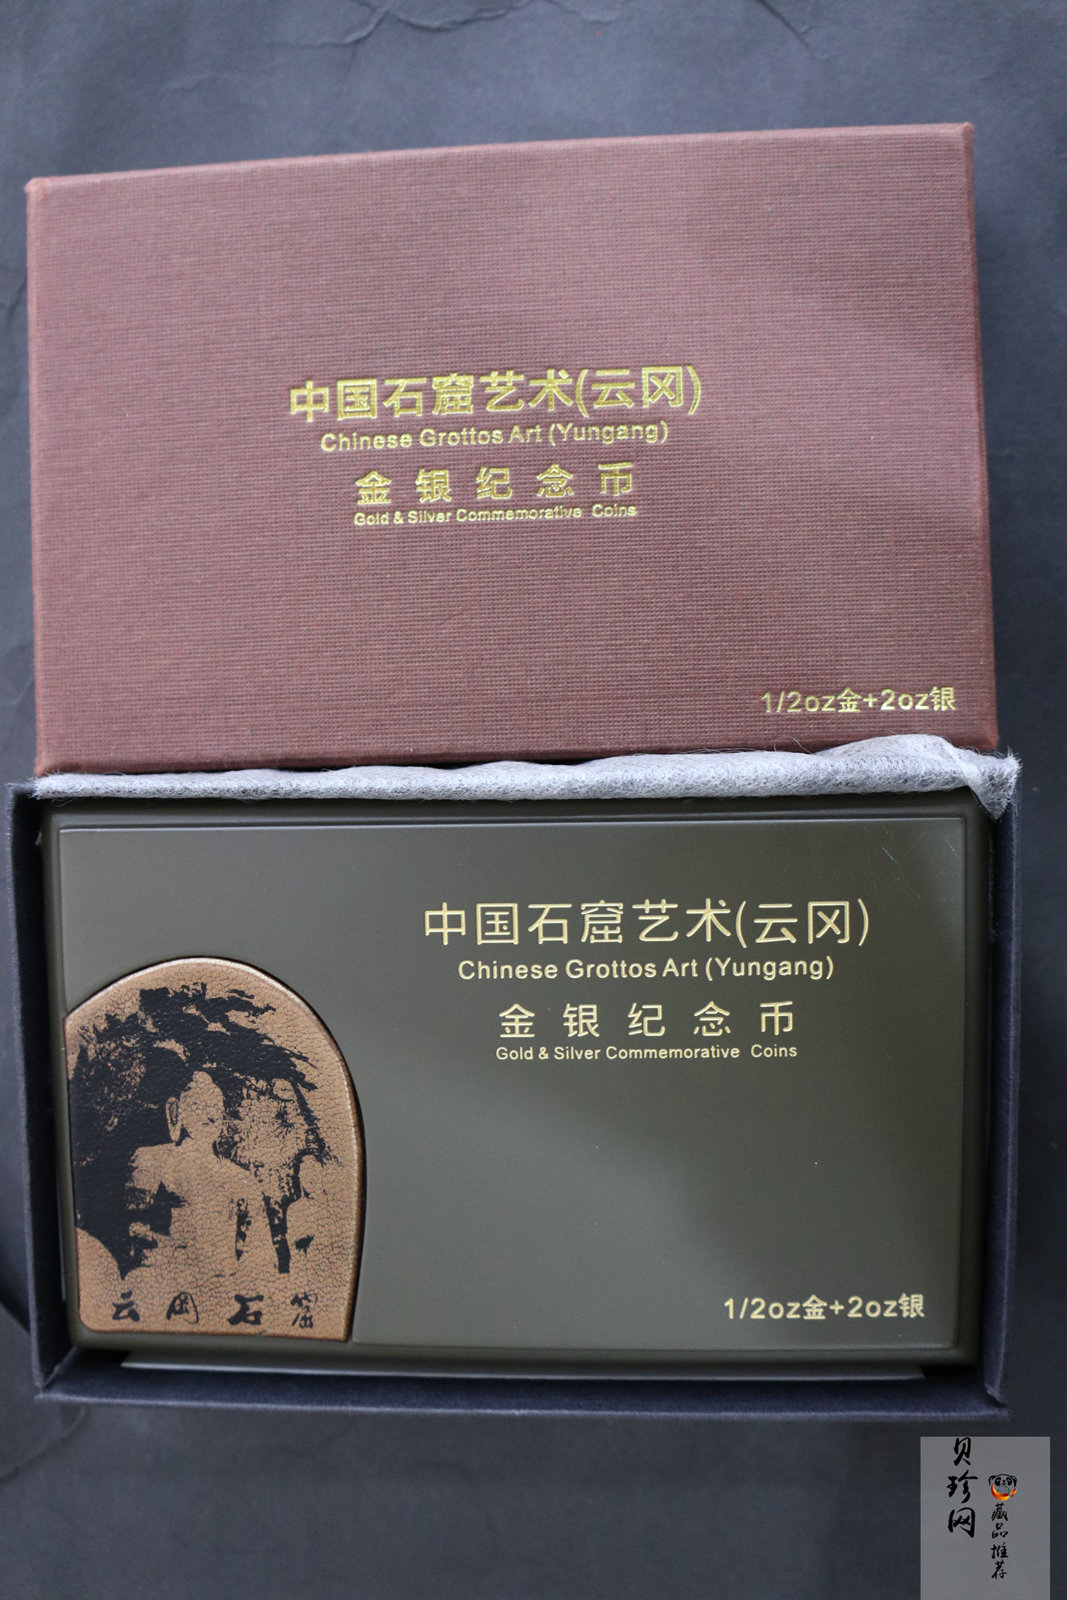 中国石窟艺术(云冈)
Chinese Grottos Art (Yungang)
金银纪念币
Gold & Silver Commemorative Coins
1/2oz金+2oz银
中国石窟艺术(云冈)
Chinese Grottos Art (Yungang)
金银纪念币
Gold & Silver Commemorative Coins
云冈石窟
1/2oz金+2oz银
贝珍网
藏品推荐